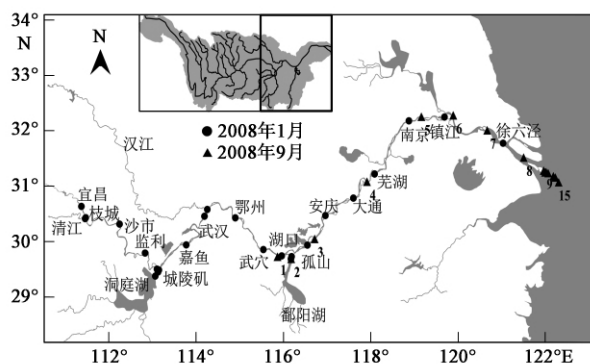 34°
N
33°
32°
31°
30°
29°
N
2008年1月
2008年9月
汉江
宜昌
清江
枝城
沙市
监利
洞庭湖
城陵矶
嘉鱼
武汉
鄂州
武穴
湖口
孤山
鄱阳湖
安庆
大通
芜湖
南京
镇江
徐六泾
1
2
3
4
5
6
7
8
9
15
112°
114°
116°
118°
120°
122°E